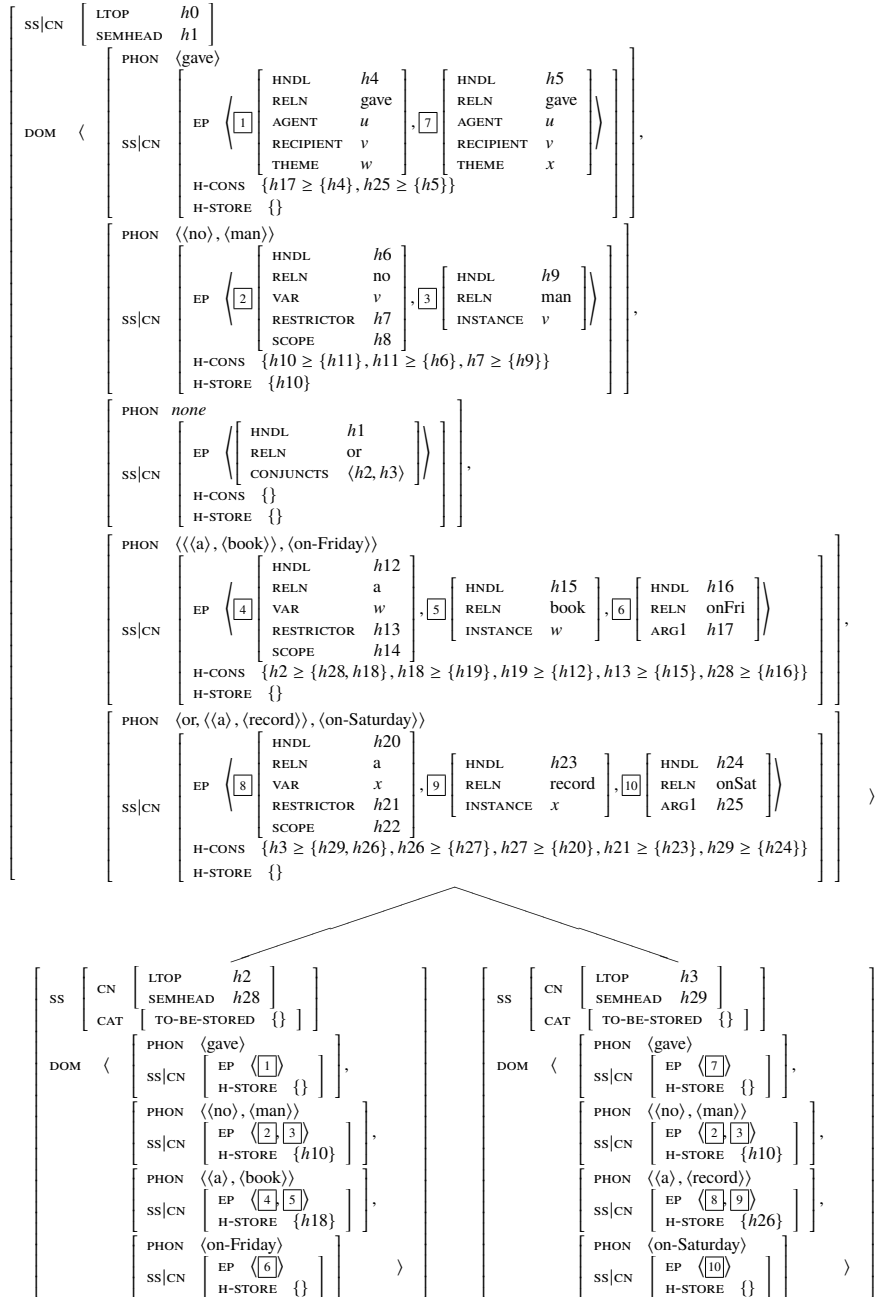 SS|CN LTOP h0
SEMHEAD h1
DOM ⟨ PHON ⟨gave⟩
SS|CN EP ⟨ 1 HNDL h4 , 7 HNDL h5 ⟩
RELN gave RELN gave
AGENT u AGENT u
RECIPIENT v RECIPIENT v
THEME w THEME x
H-CONS {h17 ≥ {h4} , h25 ≥ {h5}}
H-STORE {} ,
PHON ⟨⟨no⟩ , ⟨man⟩⟩
SS|CN EP ⟨ 2 HNDL h6 , 3 HNDL h9 ⟩
RELN no RELN man
VAR v INSTANCE v
RESTRICTOR h7
SCOPE h8
H-CONS {h10 ≥ {h11} , h11 ≥ {h6} , h7 ≥ {h9}}
H-STORE {h10} ,
PHON none
SS|CN EP ⟨ HNDL h1 ⟩
RELN or
CONJUNCTS ⟨h2, h3⟩
H-CONS {}
H-STORE {} ,
PHON ⟨⟨⟨a⟩ , ⟨book⟩⟩ , ⟨on-Friday⟩⟩
SS|CN EP ⟨ 4 HNDL h12 , 5 HNDL h15 , 6 HNDL h16 ⟩
RELN a RELN book RELN onFri
VAR w INSTANCE w ARG1 h17
RESTRICTOR h13
SCOPE h14
H-CONS {h2 ≥ {h28, h18} , h18 ≥ {h19} , h19 ≥ {h12} , h13 ≥ {h15} , h28 ≥ {h16}}
H-STORE {} ,
PHON ⟨or, ⟨⟨a⟩ , ⟨record⟩⟩ , ⟨on-Saturday⟩⟩
SS|CN EP ⟨ 8 HNDL h20 , 9 HNDL h23 , 10 HNDL h24 ⟩
RELN a RELN record RELN onSat
VAR x INSTANCE x ARG1 h25
RESTRICTOR h21
SCOPE h22
H-CONS {h3 ≥ {h29, h26} , h26 ≥ {h27} , h27 ≥ {h20} , h21 ≥ {h23} , h29 ≥ {h24}}
H-STORE {} ⟩
SS CN LTOP h2
SEMHEAD h28
CAT [ TO-BE-STORED {} ]
DOM ⟨ PHON ⟨gave⟩
SS|CN EP ⟨ 1 ⟩
H-STORE {} ,
PHON ⟨⟨no⟩ , ⟨man⟩⟩
SS|CN EP ⟨ 2 , 3 ⟩
H-STORE {h10} ,
PHON ⟨⟨a⟩ , ⟨book⟩⟩
SS|CN EP ⟨ 4 , 5 ⟩
H-STORE {h18} ,
PHON ⟨on-Friday⟩
SS|CN EP ⟨ 6 ⟩
H-STORE {} ⟩
SS CN LTOP h3
SEMHEAD h29
CAT [ TO-BE-STORED {} ]
DOM ⟨ PHON ⟨gave⟩
SS|CN EP ⟨ 7 ⟩
H-STORE {} ,
PHON ⟨⟨no⟩ , ⟨man⟩⟩
SS|CN EP ⟨ 2 , 3 ⟩
H-STORE {h10} ,
PHON ⟨⟨a⟩ , ⟨record⟩⟩
SS|CN EP ⟨ 8 , 9 ⟩
H-STORE {h26} ,
PHON ⟨on-Saturday⟩
SS|CN EP ⟨ 10 ⟩
H-STORE {} ⟩